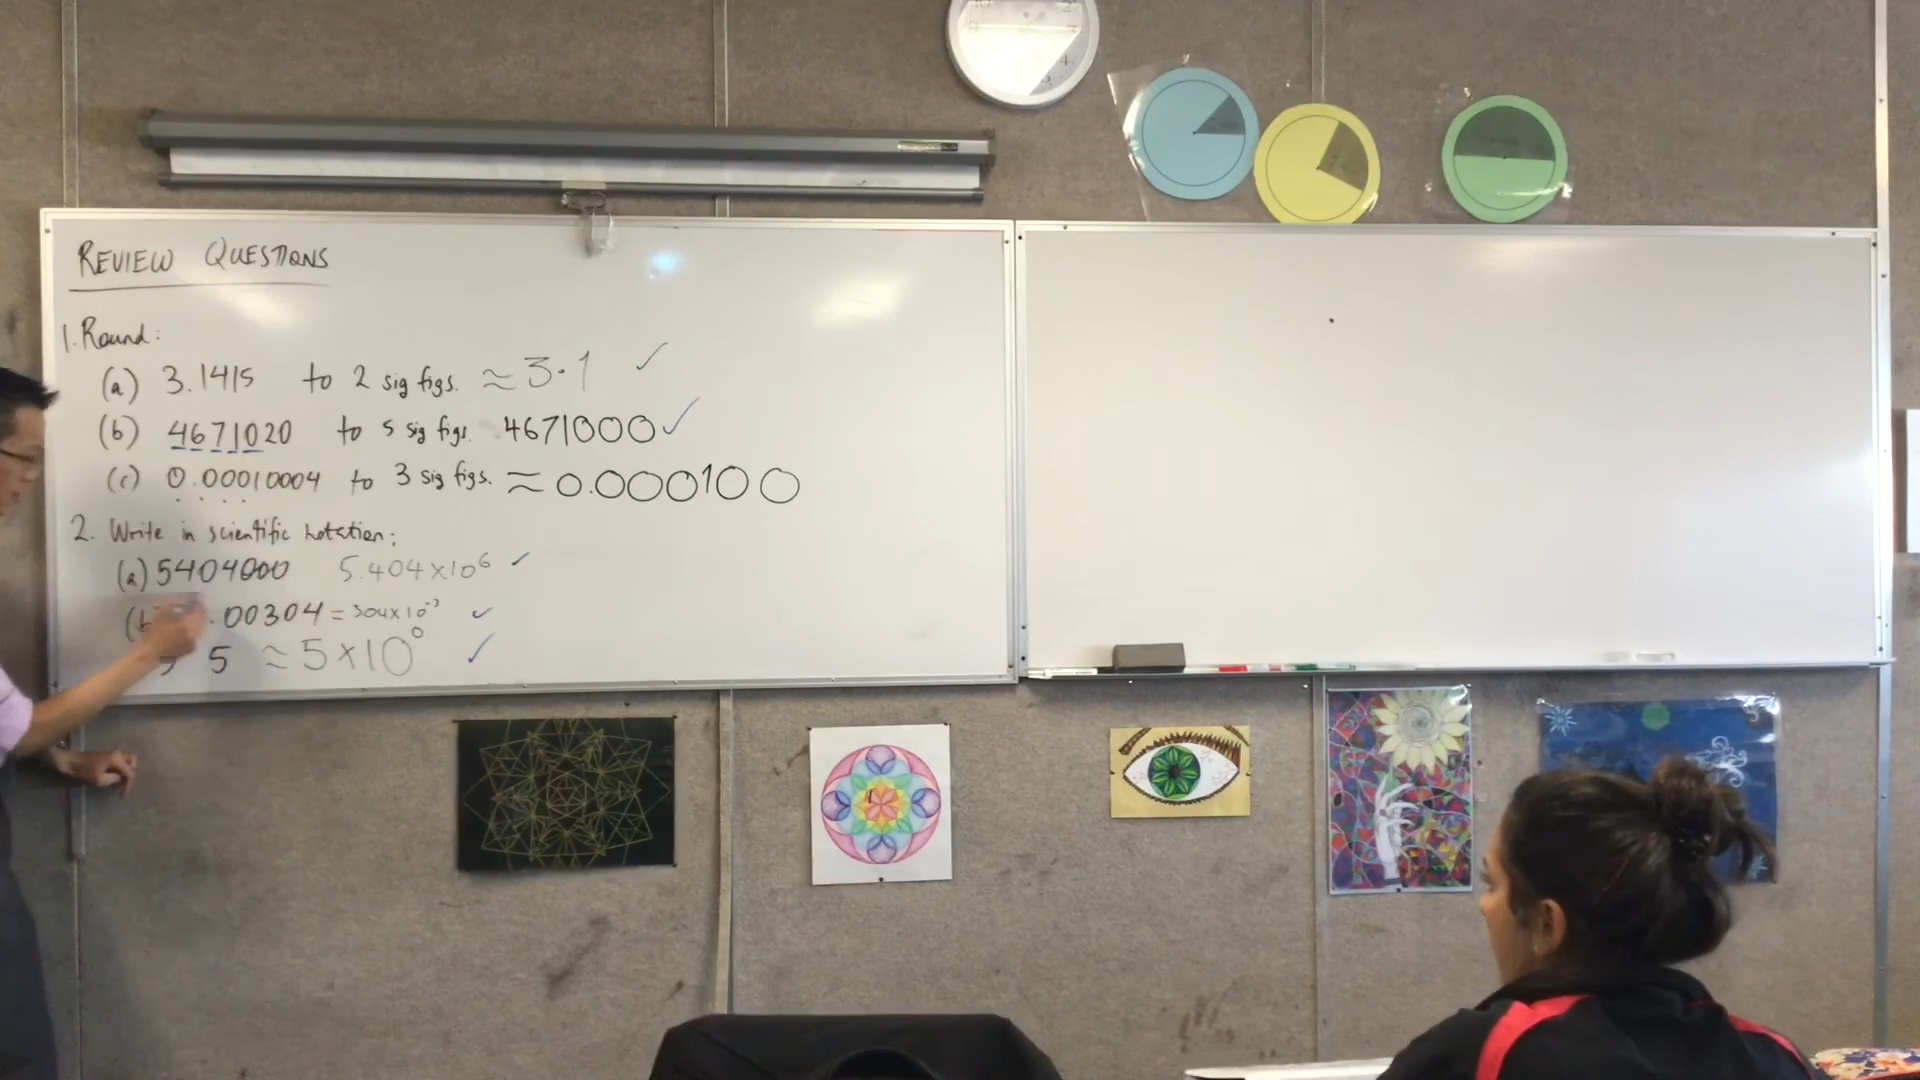 REVIEW QUESTIONS
1. Round:
(a) 3.1415 to 2 sig figs. ≈ 3.1 ✓
(b) 4671020 to 5 sig figs. 4671000 ✓
(c) 0.00010004 to 3 sig figs. ≈ 0.000100
2. Write in scientific notation:
(a) 5404000 5.404×10⁶ ✓
(b .00304 = 3.04×10⁻³ ✓
5 ≈ 5×10⁰ ✓